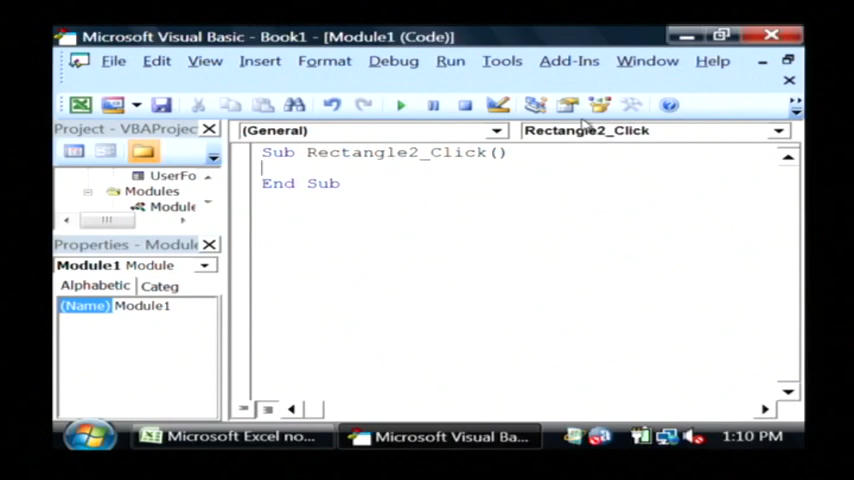 Microsoft Visual Basic - Book1 - [Module1 (Code)]
File Edit View Insert Format Debug Run Tools Add-Ins Window Help
Project - VBAProjec
(General)
Rectangle2_Click
Sub Rectangle2_Click()
End Sub
UserFo
Modules
Module
Properties - Module
Module1 Module
Alphabetic Categ
(Name) Module1
Microsoft Excel no...
Microsoft Visual Ba...
1:10 PM